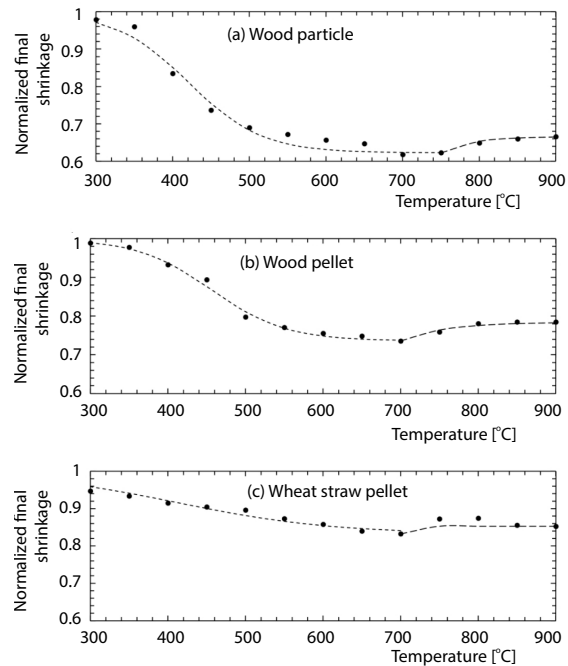 Normalized final
shrinkage
(a) Wood particle
1
0.9
0.8
0.7
0.6
300 400 500 600 700 800 900
Temperature [°C]
Normalized final
shrinkage
(b) Wood pellet
1
0.9
0.8
0.7
0.6
300 400 500 600 700 800 900
Temperature [°C]
Normalized final
shrinkage
(c) Wheat straw pellet
1
0.9
0.8
0.7
0.6
300 400 500 600 700 800 900
Temperature [°C]